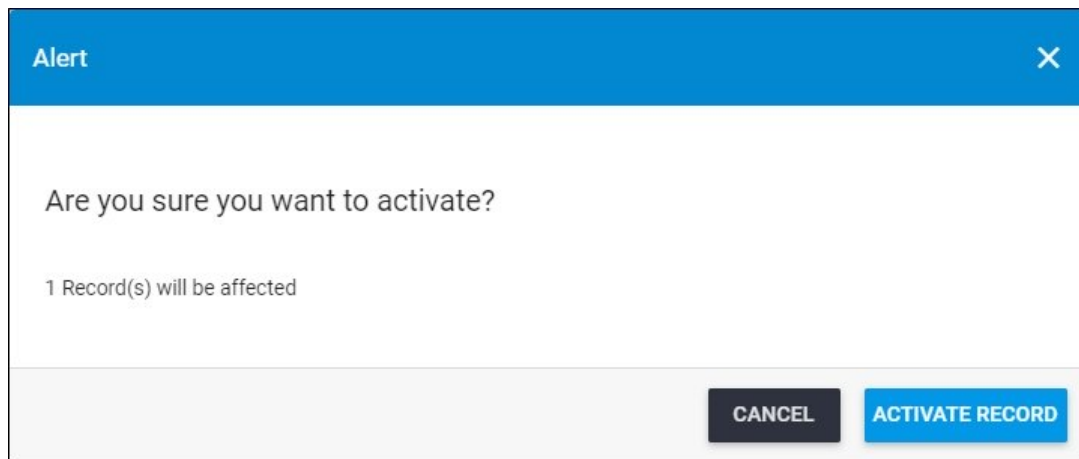 Alert
Are you sure you want to activate?
1 Record(s) will be affected
CANCEL ACTIVATE RECORD